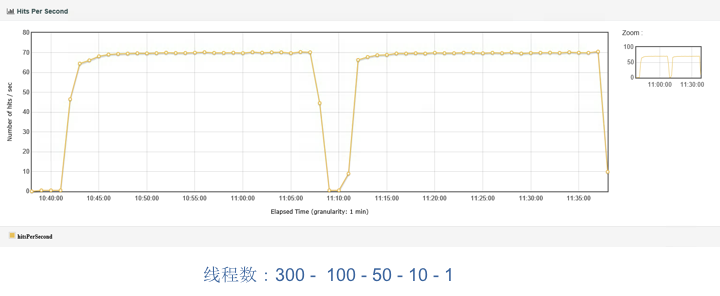 Hits Per Second
Zoom :
80
70
60
50
40
30
20
10
0
Number of hits / sec
10:40:00 10:45:00 10:50:00 10:55:00 11:00:00 11:05:00 11:10:00 11:15:00 11:20:00 11:25:00 11:30:00 11:35:00
Elapsed Time (granularity: 1 min)
100
50
0
11:00:00 11:30:00
hitsPerSecond
线程数：300 - 100 - 50 - 10 - 1